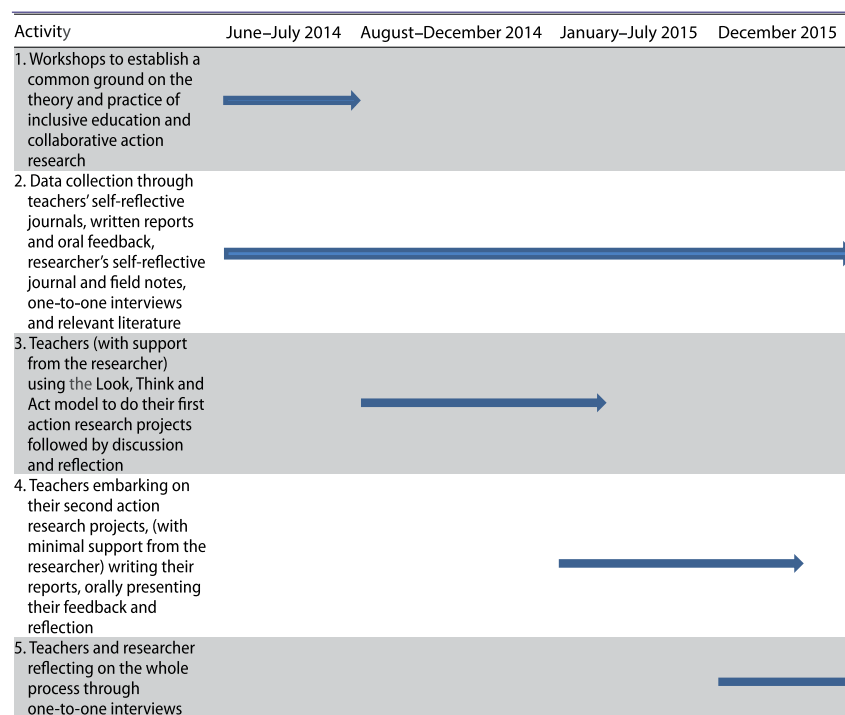 Activity June–July 2014 August–December 2014 January–July 2015 December 2015
1. Workshops to establish a
common ground on the
theory and practice of
inclusive education and
collaborative action
research
2. Data collection through
teachers’ self-reflective
journals, written reports
and oral feedback,
researcher’s self-reflective
journal and field notes,
one-to-one interviews
and relevant literature
3. Teachers (with support
from the researcher)
using the Look, Think and
Act model to do their first
action research projects
followed by discussion
and reflection
4. Teachers embarking on
their second action
research projects, (with
minimal support from the
researcher) writing their
reports, orally presenting
their feedback and
reflection
5. Teachers and researcher
reflecting on the whole
process through
one-to-one interviews